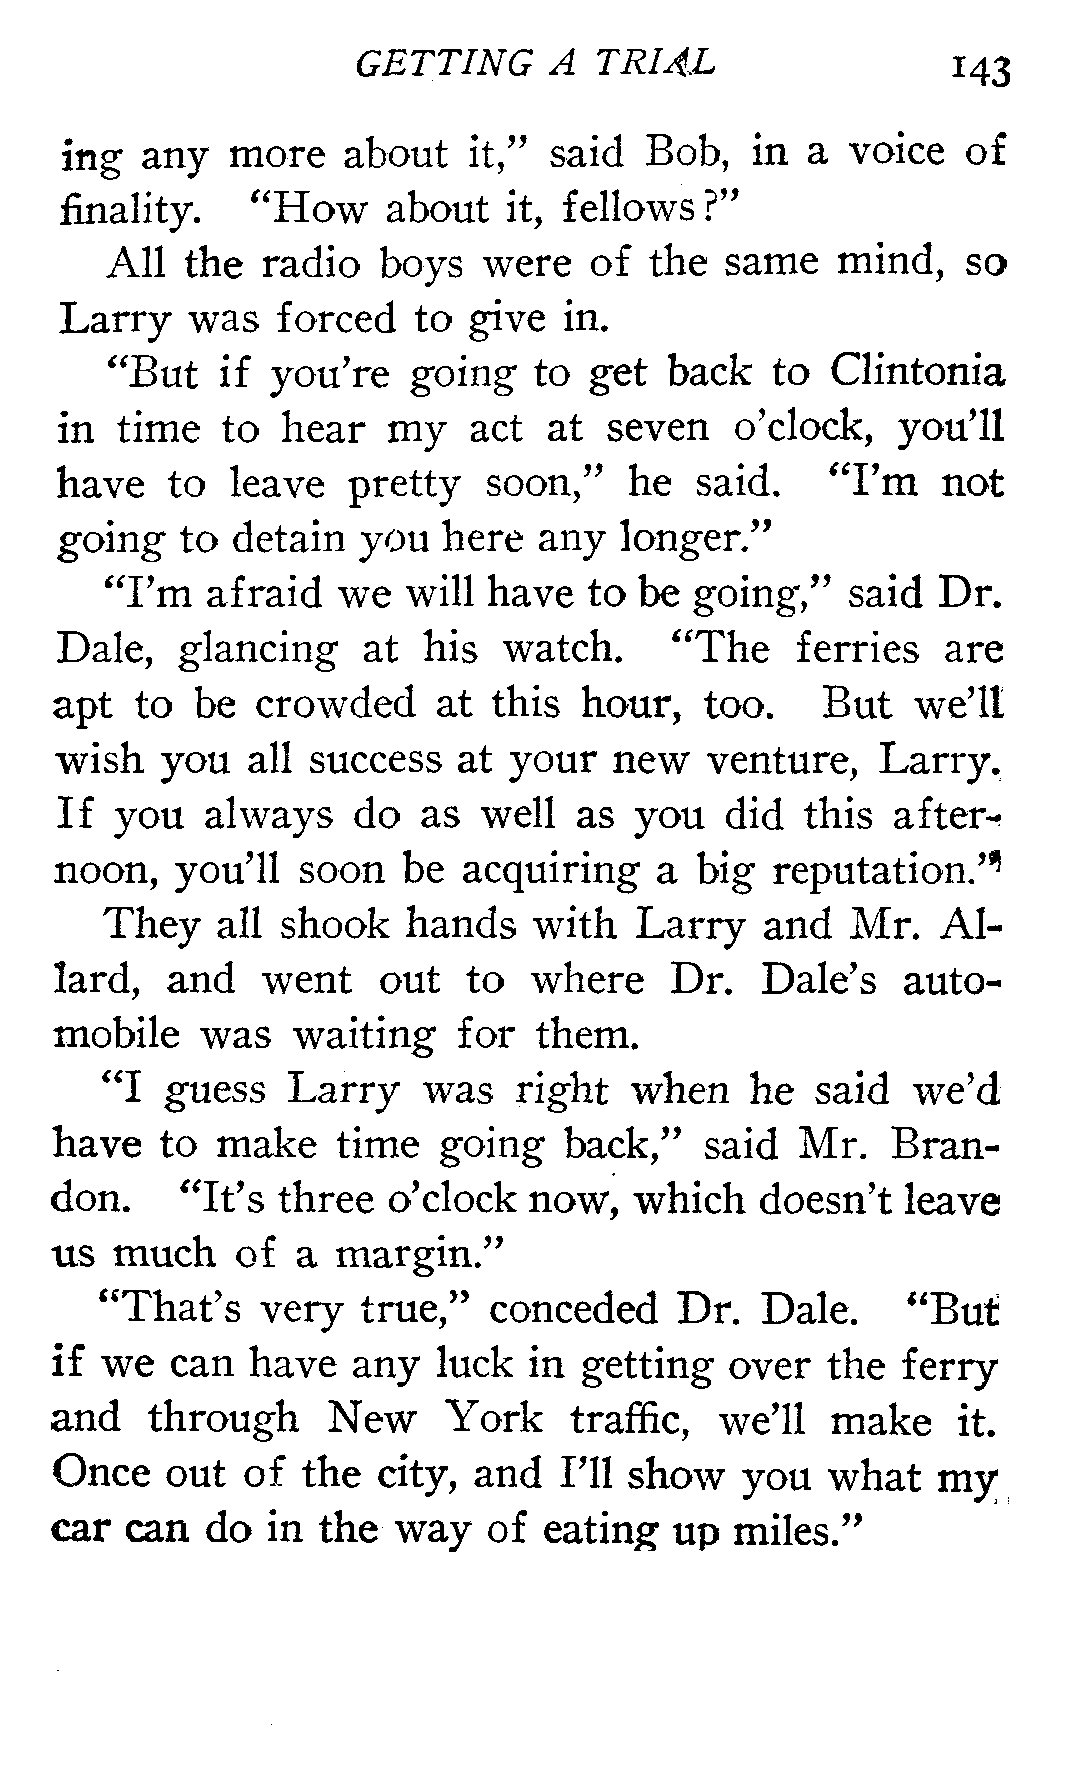 GETTING A TRIAL 143
ing any more about it," said Bob, in a voice of
finality. "How about it, fellows?"
All the radio boys were of the same mind, so
Larry was forced to give in.
"But if you're going to get back to Clintonia
in time to hear my act at seven o'clock, you'll
have to leave pretty soon," he said. "I'm not
going to detain you here any longer."
"I'm afraid we will have to be going," said Dr.
Dale, glancing at his watch. "The ferries are
apt to be crowded at this hour, too. But we'll
wish you all success at your new venture, Larry.
If you always do as well as you did this after-
noon, you'll soon be acquiring a big reputation."
They all shook hands with Larry and Mr. Al-
lard, and went out to where Dr. Dale's auto-
mobile was waiting for them.
"I guess Larry was right when he said we'd
have to make time going back," said Mr. Bran-
don. "It's three o'clock now, which doesn't leave
us much of a margin."
"That's very true," conceded Dr. Dale. "But
if we can have any luck in getting over the ferry
and through New York traffic, we'll make it.
Once out of the city, and I'll show you what my
car can do in the way of eating up miles."